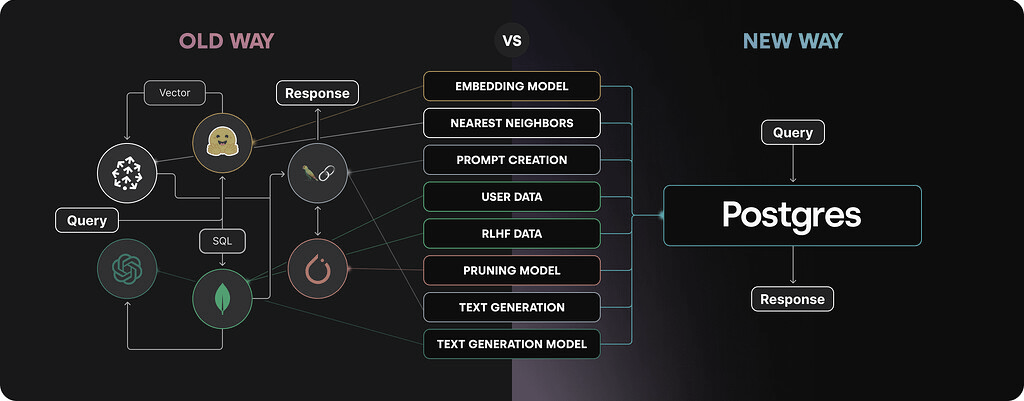 OLD WAY
VS
NEW WAY
Vector
Response
Query
SQL
EMBEDDING MODEL
NEAREST NEIGHBORS
PROMPT CREATION
USER DATA
RLHF DATA
PRUNING MODEL
TEXT GENERATION
TEXT GENERATION MODEL
Query
Postgres
Response